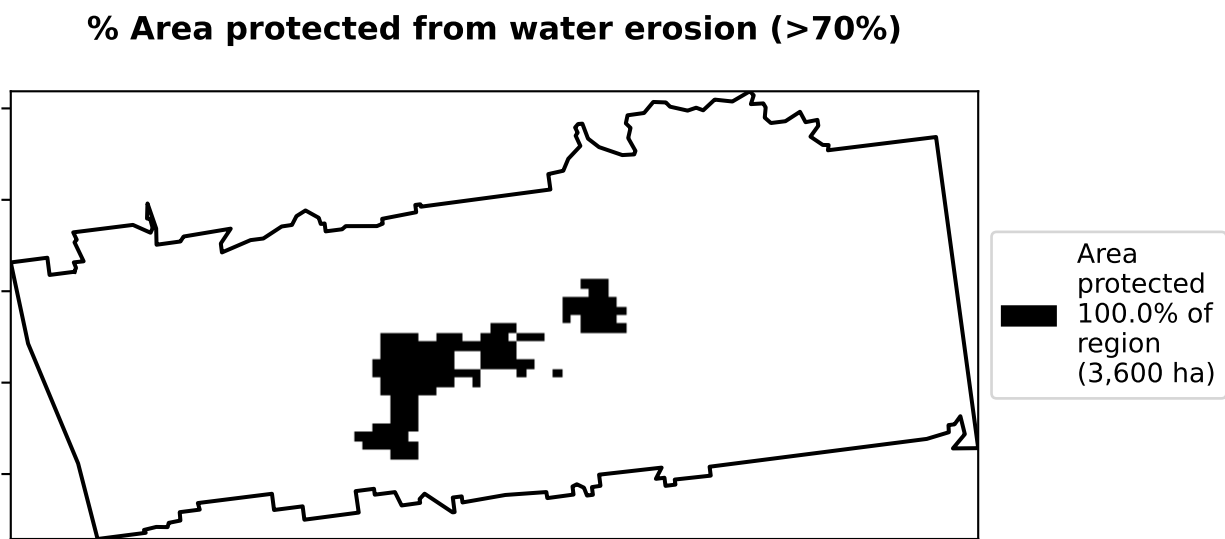 % Area protected from water erosion (>70%)
Area
protected
100.0% of
region
(3,600 ha)